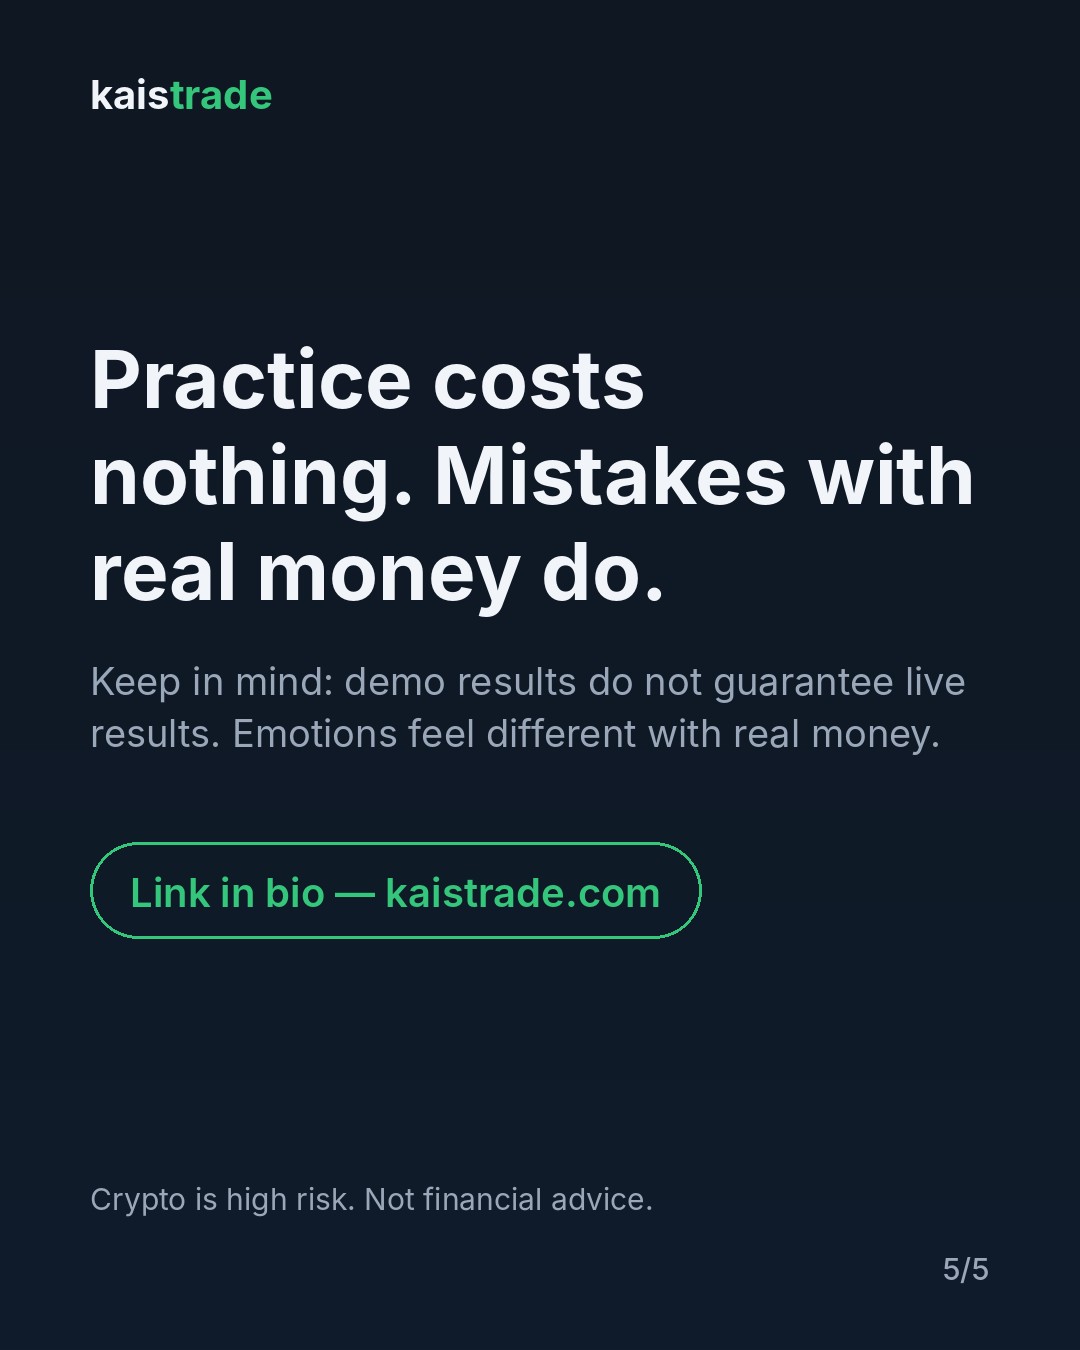 kaistrade
Practice costs
nothing. Mistakes with
real money do.
Keep in mind: demo results do not guarantee live
results. Emotions feel different with real money.
Link in bio — kaistrade.com
Crypto is high risk. Not financial advice.
5/5